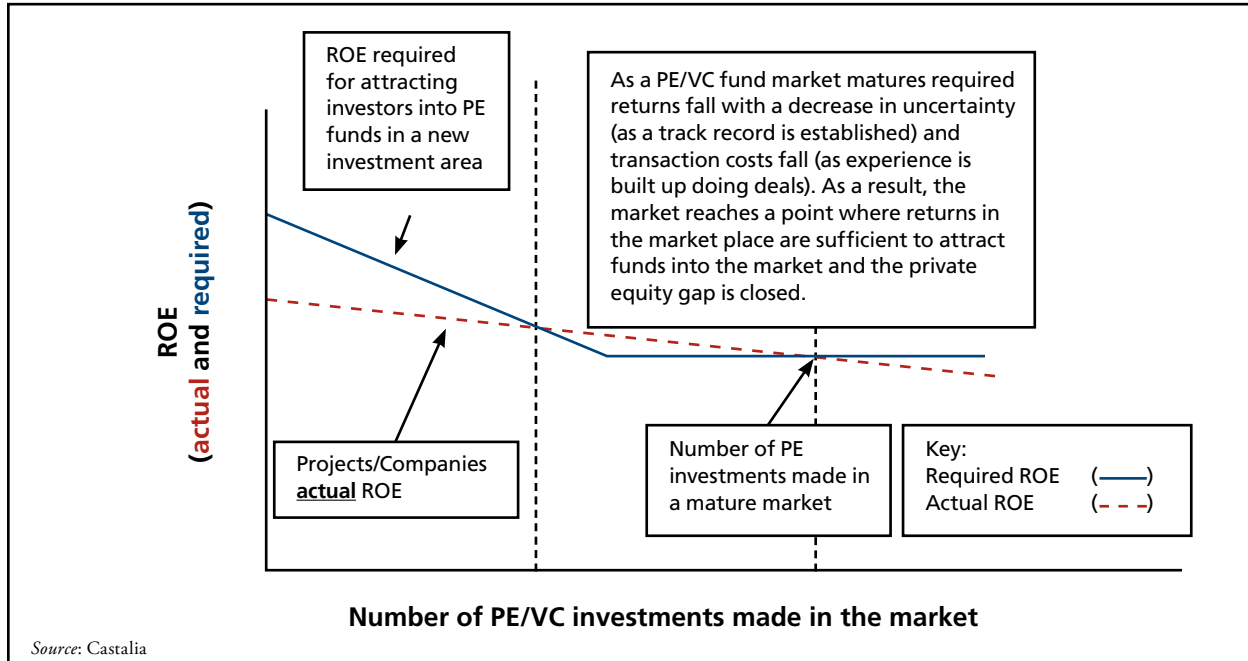 ROE required
for attracting
investors into PE
funds in a new
investment area
As a PE/VC fund market matures required
returns fall with a decrease in uncertainty
(as a track record is established) and
transaction costs fall (as experience is
built up doing deals). As a result, the
market reaches a point where returns in
the market place are sufficient to attract
funds into the market and the private
equity gap is closed.
ROE
(actual and required)
Projects/Companies
actual ROE
Number of PE
investments made in
a mature market
Key:
Required ROE (——)
Actual ROE (– – –)
Number of PE/VC investments made in the market
Source: Castalia